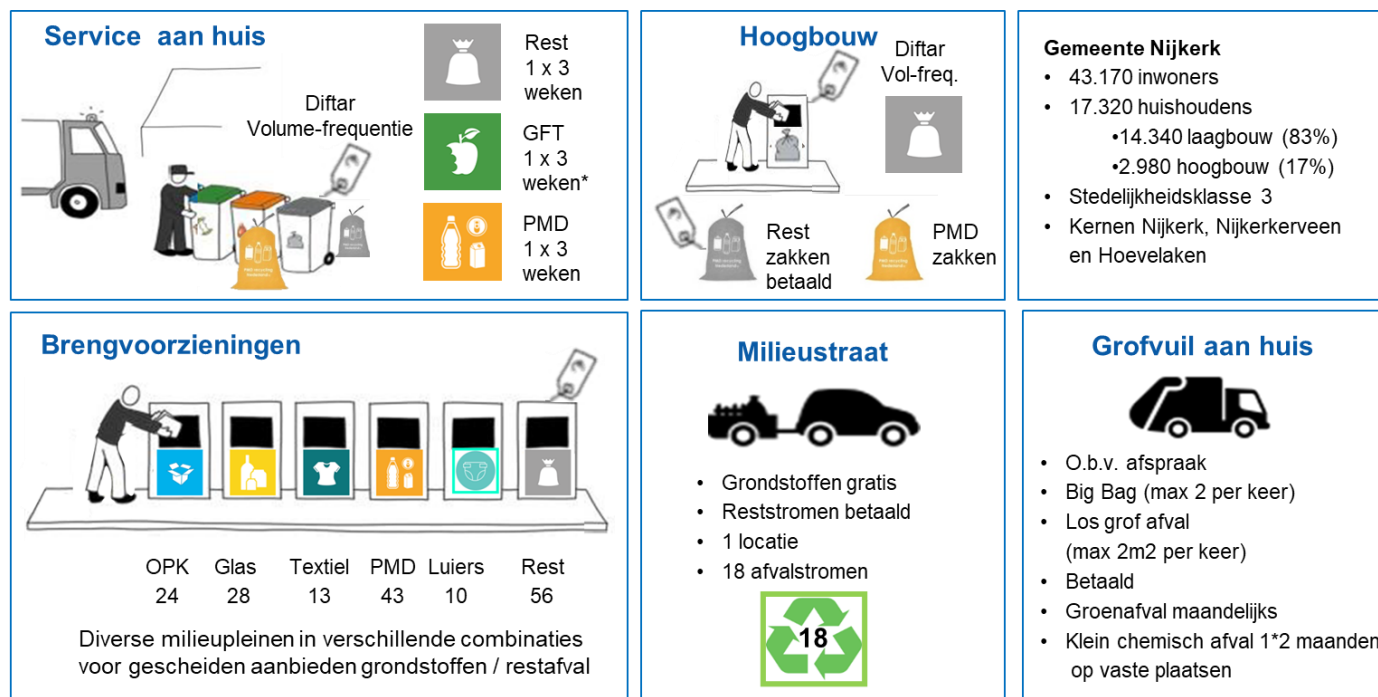 Service aan huis
Diftar
Volume-frequentie
Rest
1 x 3
weken
GFT
1 x 3
weken*
PMD
1 x 3
weken
Hoogbouw
Diftar
Vol-freq.
Rest
zakken
betaald
PMD
zakken
Gemeente Nijkerk
• 43.170 inwoners
• 17.320 huishoudens
•14.340 laagbouw (83%)
•2.980 hoogbouw (17%)
• Stedelijkheidsklasse 3
• Kernen Nijkerk, Nijkerkerveen
en Hoevelaken
Brengvoorzieningen
OPK Glas Textiel PMD Luiers Rest
24 28 13 43 10 56
Diverse milieupleinen in verschillende combinaties
voor gescheiden aanbieden grondstoffen / restafval
Milieustraat
• Grondstoffen gratis
• Reststromen betaald
• 1 locatie
• 18 afvalstromen
18
Grofvuil aan huis
• O.b.v. afspraak
• Big Bag (max 2 per keer)
• Los grof afval
(max 2m2 per keer)
• Betaald
• Groenafval maandelijks
• Klein chemisch afval 1*2 maanden
op vaste plaatsen